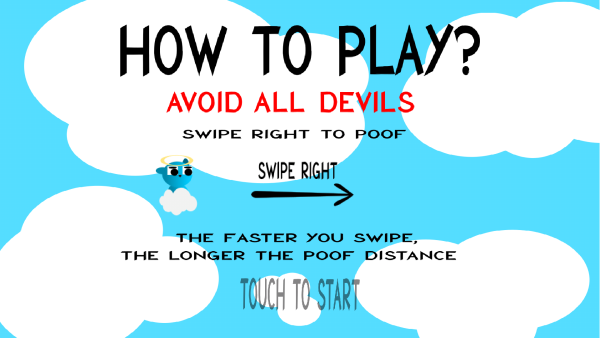 HOW TO PLAY?
AVOID ALL DEVILS
SWIPE RIGHT TO POOF
SWIPE RIGHT
THE FASTER YOU SWIPE,
THE LONGER THE POOF DISTANCE
TOUCH TO START